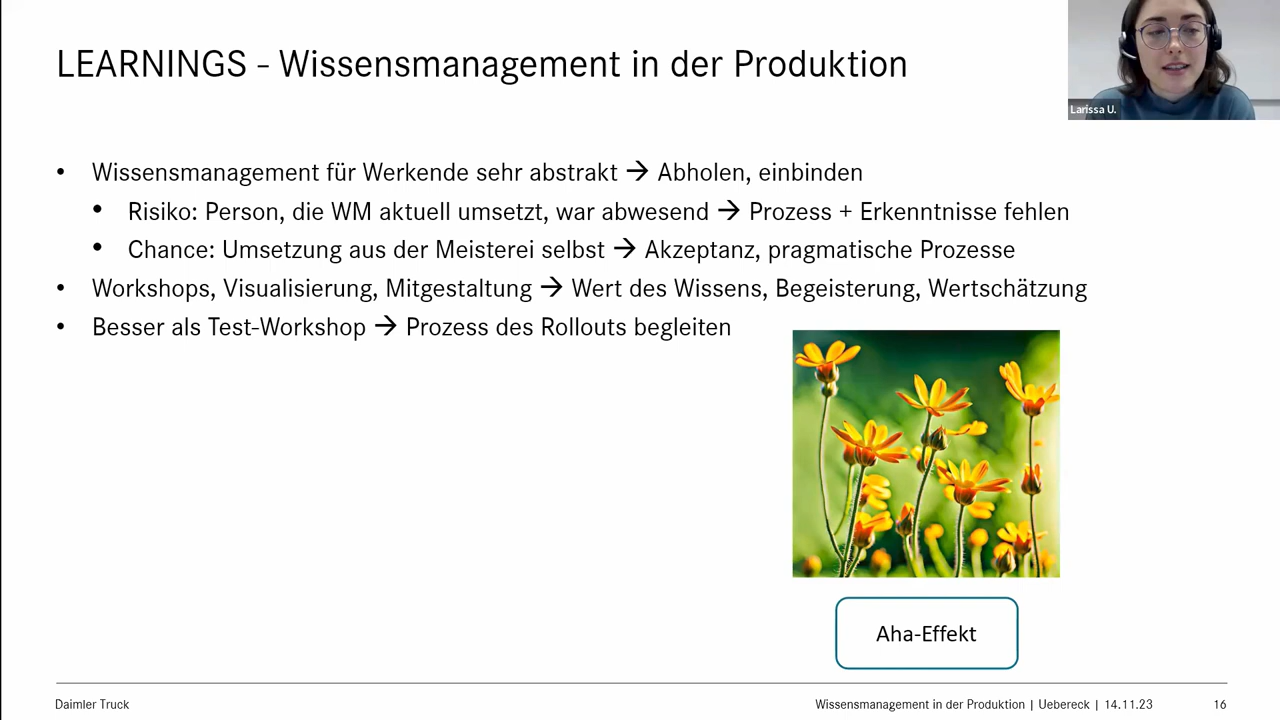 LEARNINGS - Wissensmanagement in der Produktion
Larissa U.
• Wissensmanagement für Werkende sehr abstrakt → Abholen, einbinden
• Risiko: Person, die WM aktuell umsetzt, war abwesend → Prozess + Erkenntnisse fehlen
• Chance: Umsetzung aus der Meisterei selbst → Akzeptanz, pragmatische Prozesse
• Workshops, Visualisierung, Mitgestaltung → Wert des Wissens, Begeisterung, Wertschätzung
• Besser als Test-Workshop → Prozess des Rollouts begleiten
Aha-Effekt
Daimler Truck
Wissensmanagement in der Produktion | Uebereck | 14.11.23
16